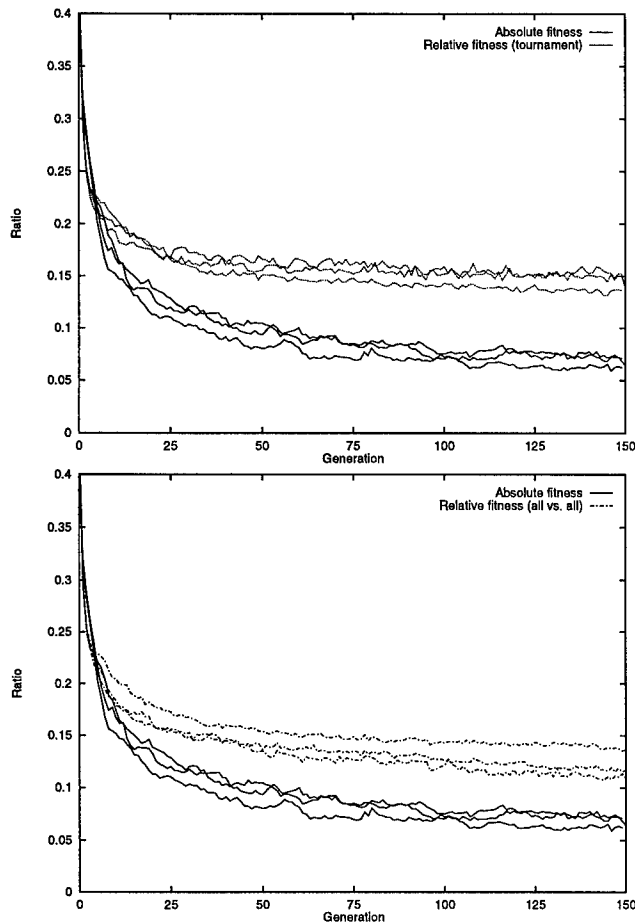 0.4
Absolute fitness
Relative fitness (tournament)
0.35
0.3
0.25
0.2
Ratio
0.15
0.1
0.05
0
0 25 50 75 100 125 150
Generation
0.4
Absolute fitness
Relative fitness (all vs. all)
0.35
0.3
0.25
0.2
Ratio
0.15
0.1
0.05
0
0 25 50 75 100 125 150
Generation